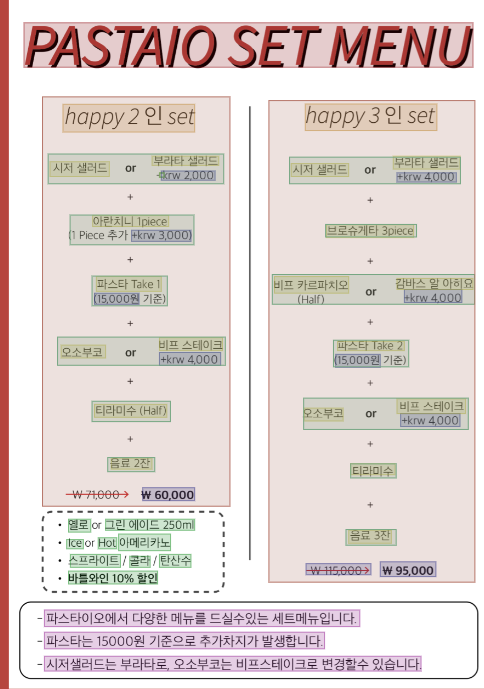 PASTAIO SET MENU
happy 2인 set
시저 샐러드 or 부라타 샐러드
+krw 2,000
+
아란치니 1piece
(1 Piece 추가 +krw 3,000)
+
파스타 Take 1
(15,000원 기준)
+
오소부코 or 비프 스테이크
+krw 4,000
+
티라미수 (Half)
+
음료 2잔
₩ 71,000→ ₩ 60,000
• 옐로 or 그린 에이드 250ml
• Ice or Hot 아메리카노
• 스프라이트 / 콜라 / 탄산수
• 바틀와인 10% 할인
happy 3인 set
시저 샐러드 or 부라타 샐러드
+krw 4,000
+
브로슈게타 3piece
+
비프 카르파치오 or 감바스 알 아히요
(Half) +krw 4,000
+
파스타 Take 2
(15,000원 기준)
+
오소부코 or 비프 스테이크
+krw 4,000
+
티라미수
+
음료 3잔
₩ 115,000→ ₩ 95,000
- 파스타이오에서 다양한 메뉴를 드실수있는 세트메뉴입니다.
- 파스타는 15000원 기준으로 추가차지가 발생합니다.
- 시저샐러드는 부라타로, 오소부코는 비프스테이크로 변경할수 있습니다.